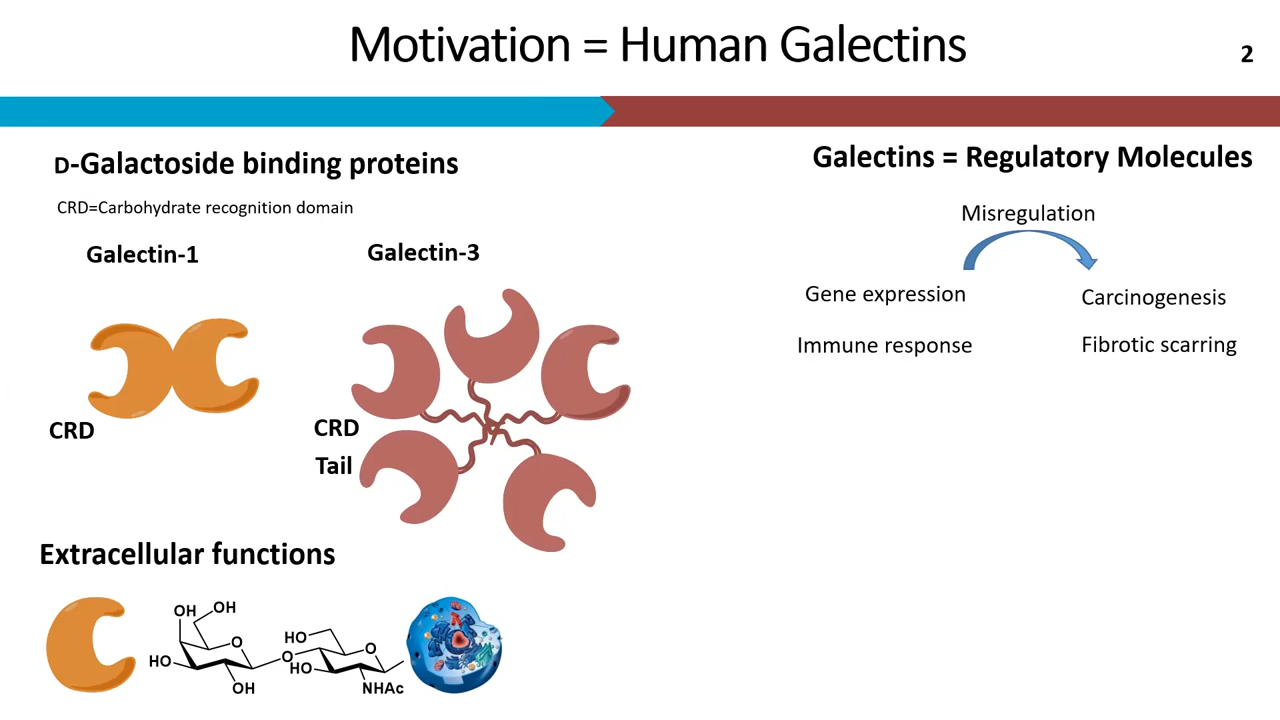 Motivation = Human Galectins
2
D-Galactoside binding proteins
CRD=Carbohydrate recognition domain
Galectin-1
Galectin-3
CRD
CRD
Tail
Extracellular functions
OH
OH
O
HO
OH
O
HO
HO
O
NHAc
Galectins = Regulatory Molecules
Misregulation
Gene expression
Carcinogenesis
Immune response
Fibrotic scarring